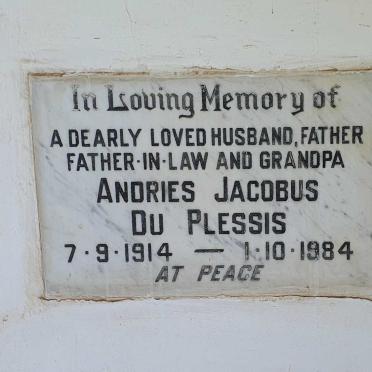 In Loving Memory of
A DEARLY LOVED HUSBAND, FATHER
FATHER·IN·LAW AND GRANDPA
ANDRIES JACOBUS
DU PLESSIS
7·9·1914 — 1·10·1984
AT PEACE